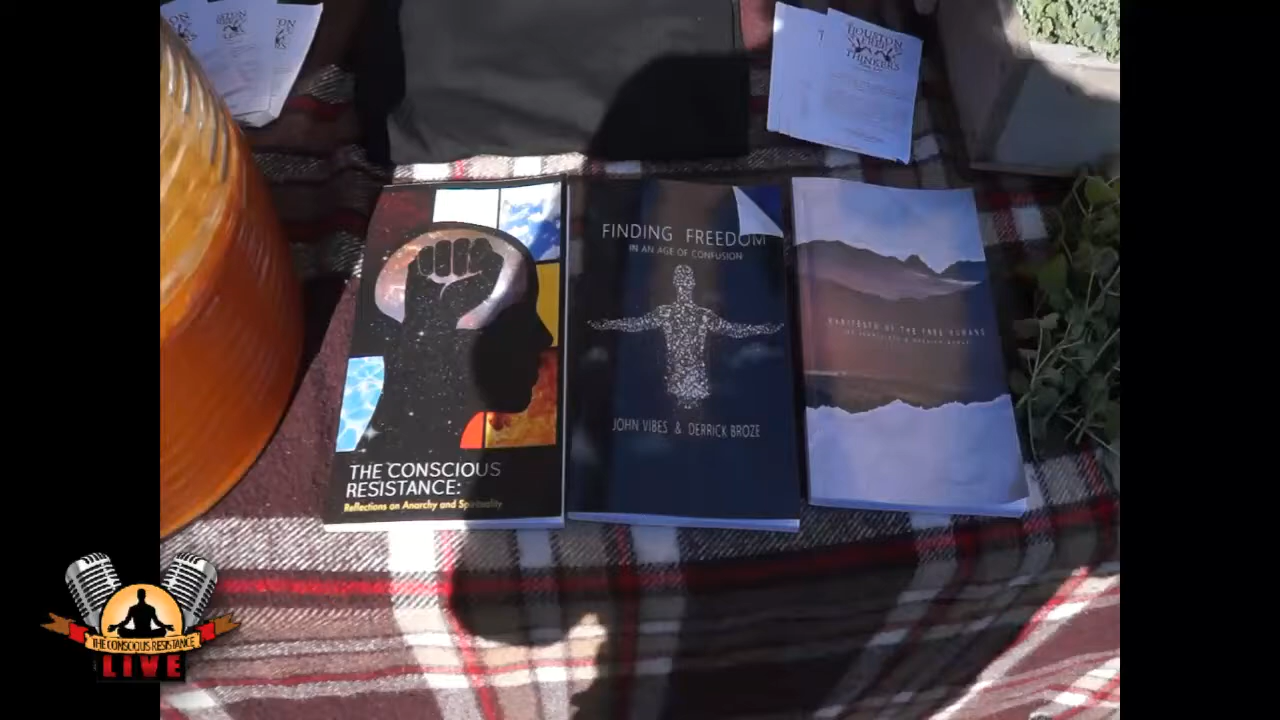 HOUSTON
FREE
THINKERS
FINDING FREEDOM
IN AN AGE OF CONFUSION
JOHN VIBES & DERRICK BROZE
MANIFESTO OF THE FREE HUMANS
THE CONSCIOUS
RESISTANCE:
Reflections on Anarchy and Spirituality
THE CONSCIOUS RESISTANCE
LIVE